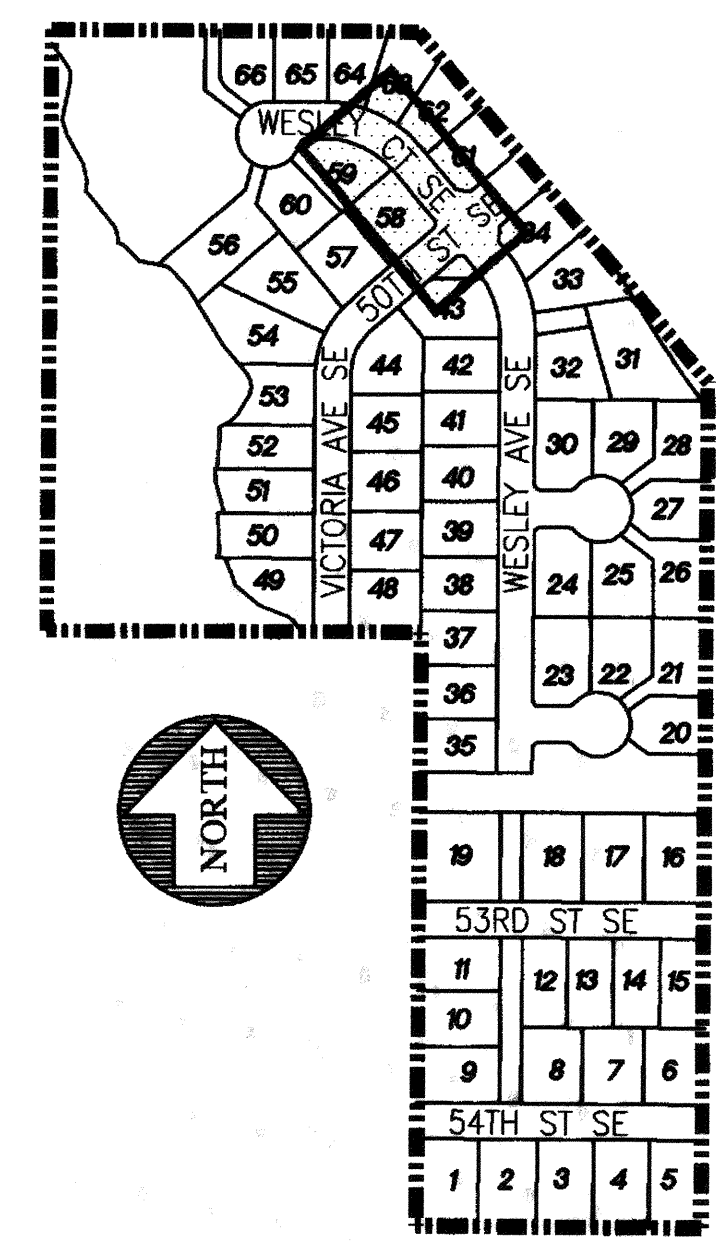 66 65 64 63
62
WESLEY
CT SE
61
59
60
58
SE
34
56
57
50TH ST
33
55
43
54
44 42 32 31
VICTORIA AVE SE
WESLEY AVE SE
53
45 41
52
30 29 28
46 40
51
27
50
47 39
49
48 38
24 25 26
37
36
23 22 21
35
20
NORTH
19 18 17 16
53RD ST SE
11
12 13 14 15
10
9 8 7 6
54TH ST SE
1 2 3 4 5